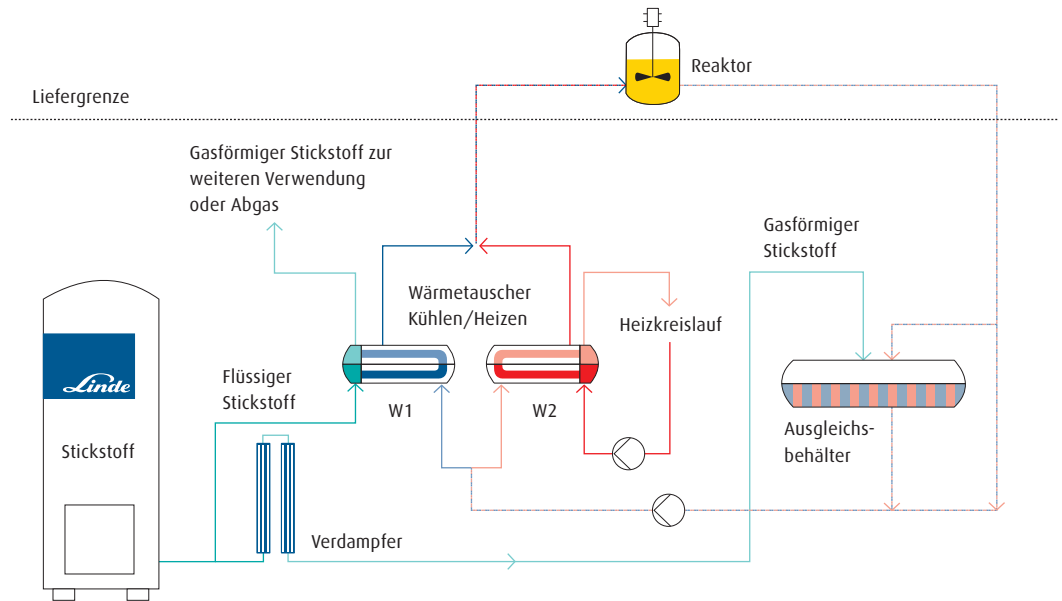 Reaktor
Liefergrenze
Gasförmiger Stickstoff zur
weiteren Verwendung
oder Abgas
Gasförmiger
Stickstoff
Wärmetauscher
Kühlen/Heizen
Heizkreislauf
Linde
Flüssiger
Stickstoff
W1
W2
Stickstoff
Ausgleichs-
behälter
Verdampfer